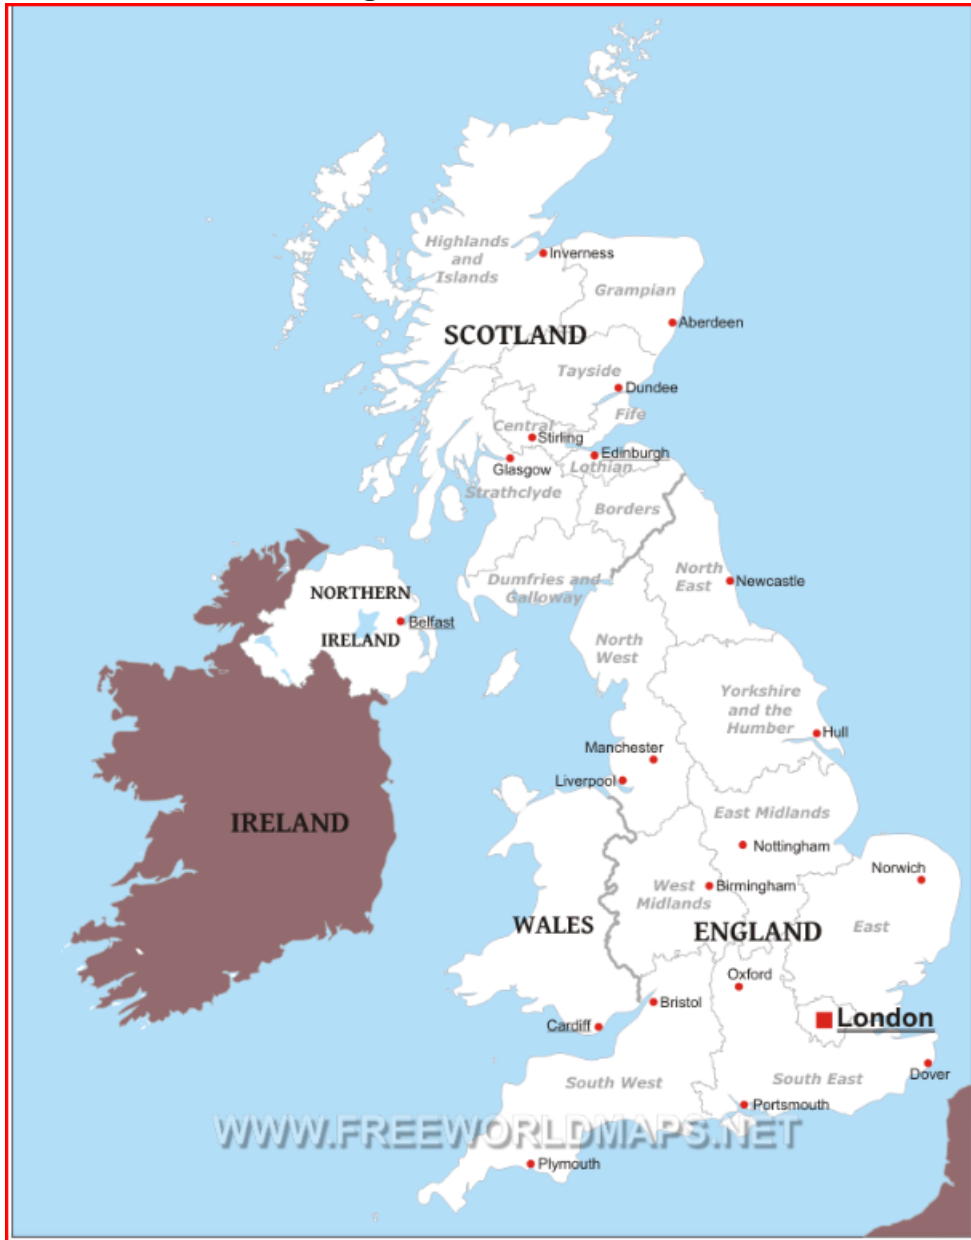 Highlands
and
Islands
Inverness
Grampian
Aberdeen
SCOTLAND
Tayside
Dundee
Fife
Central
Stirling
Edinburgh
Glasgow
Lothian
Strathclyde
Borders
North
East
Newcastle
Dumfries and
Galloway
NORTHERN
IRELAND
Belfast
North
West
Yorkshire
and the
Humber
Hull
Manchester
Liverpool
IRELAND
East Midlands
Nottingham
Norwich
West
Midlands
Birmingham
WALES
ENGLAND
East
Oxford
Bristol
Cardiff
London
Dover
South West
South East
Portsmouth
WWW.FREEWORLDMAPS.NET
Plymouth